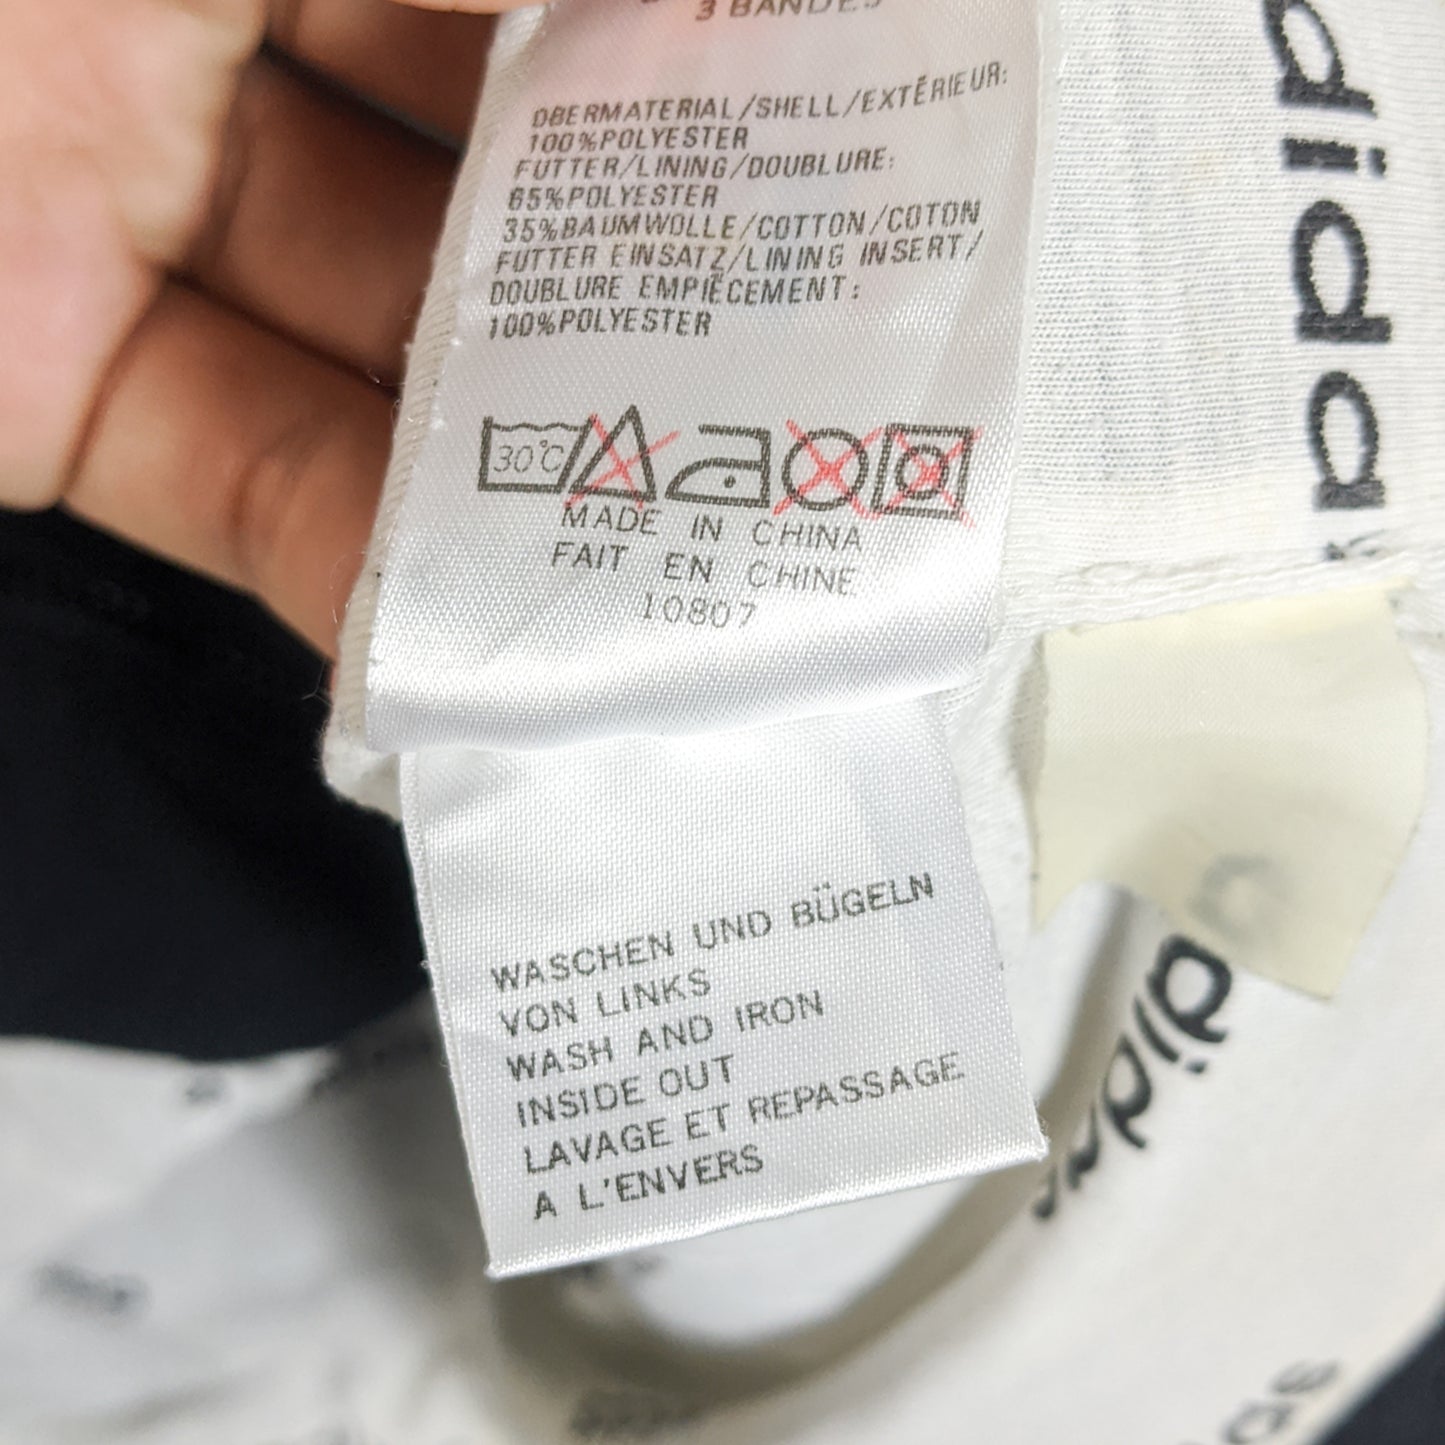 3 BANDES
OBERMATERIAL/SHELL/EXTÉRIEUR:
100%POLYESTER
FUTTER/LINING/DOUBLURE:
65%POLYESTER
35%BAUMWOLLE/COTTON/COTON
FUTTER EINSATZ/LINING INSERT/
DOUBLURE EMPIÈCEMENT:
100%POLYESTER
30°C
MADE IN CHINA
FAIT EN CHINE
10807
WASCHEN UND BÜGELN
VON LINKS
WASH AND IRON
INSIDE OUT
LAVAGE ET REPASSAGE
A L'ENVERS